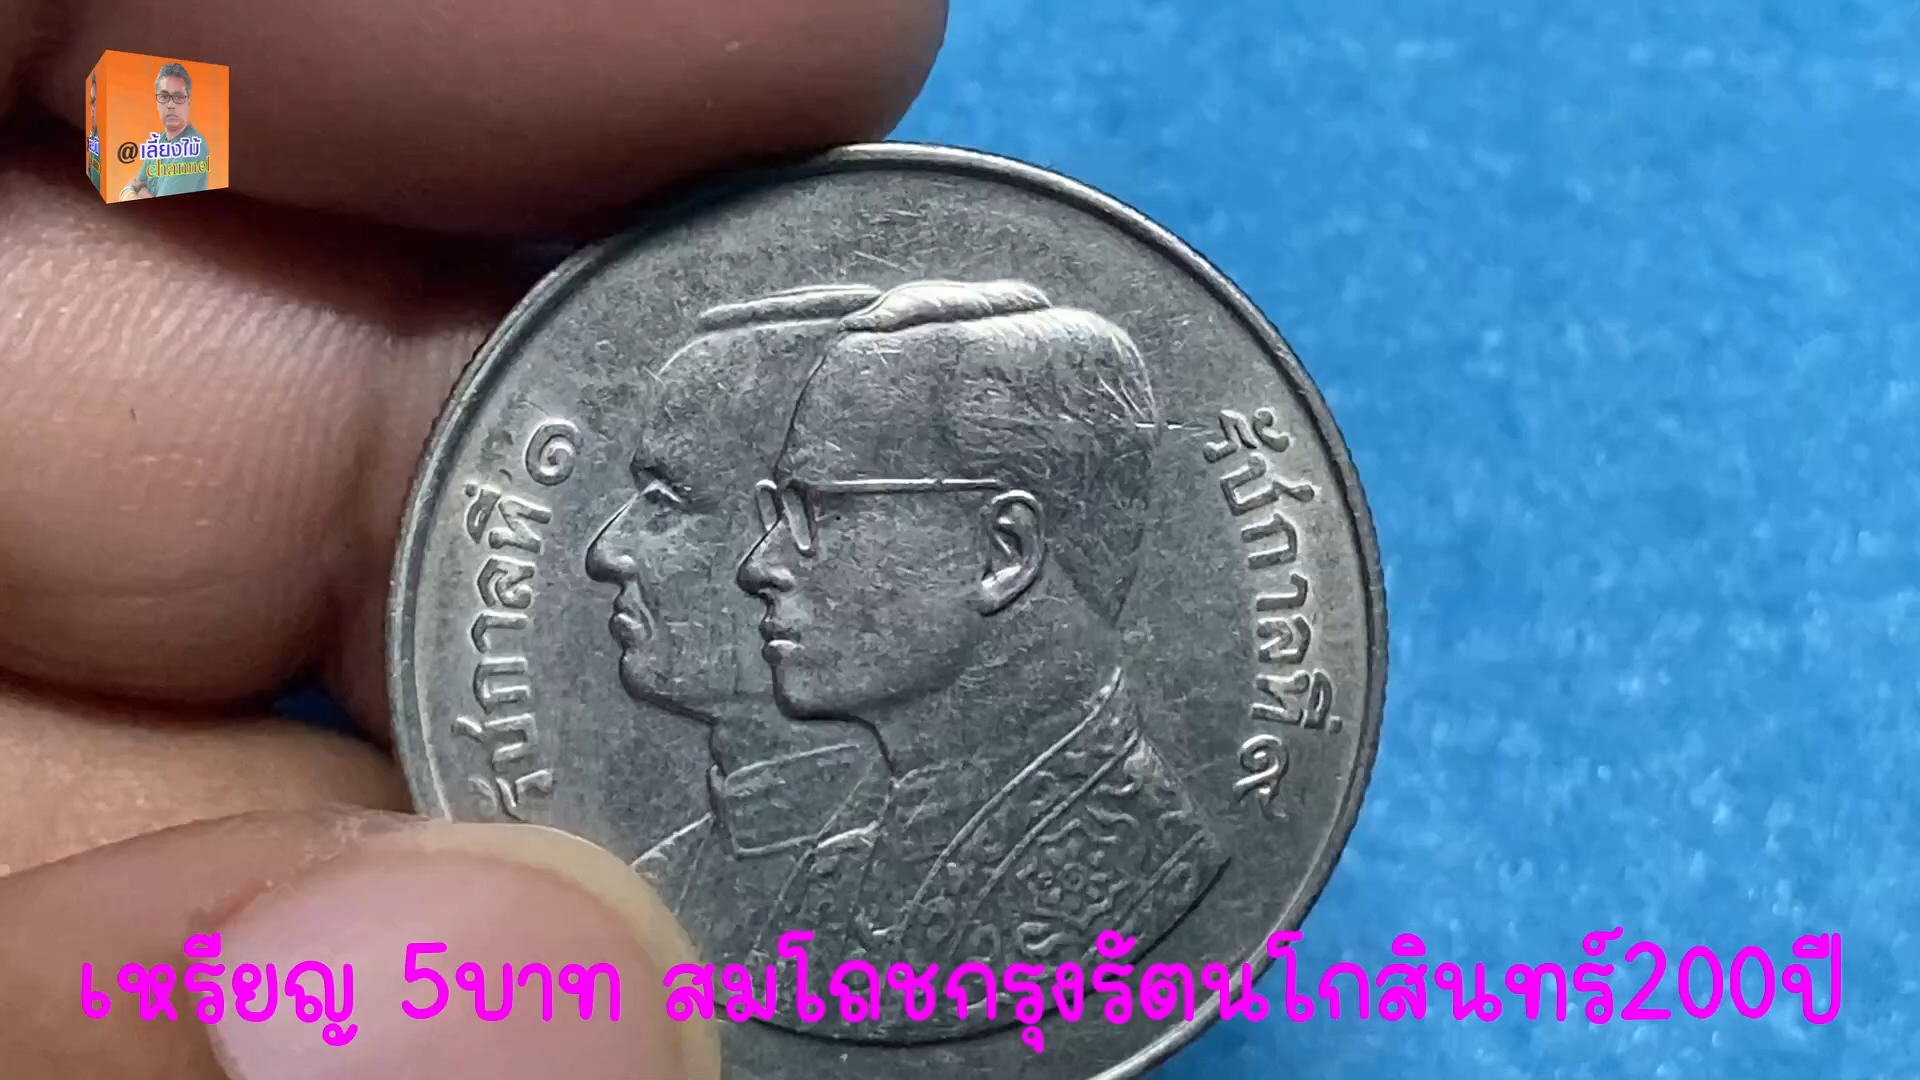 @เลี้ยงไม้
channel
รัชกาลที่ ๑
รัชกาลที่ ๙
เหรียญ 5บาท สมโภชกรุงรัตนโกสินทร์200ปี